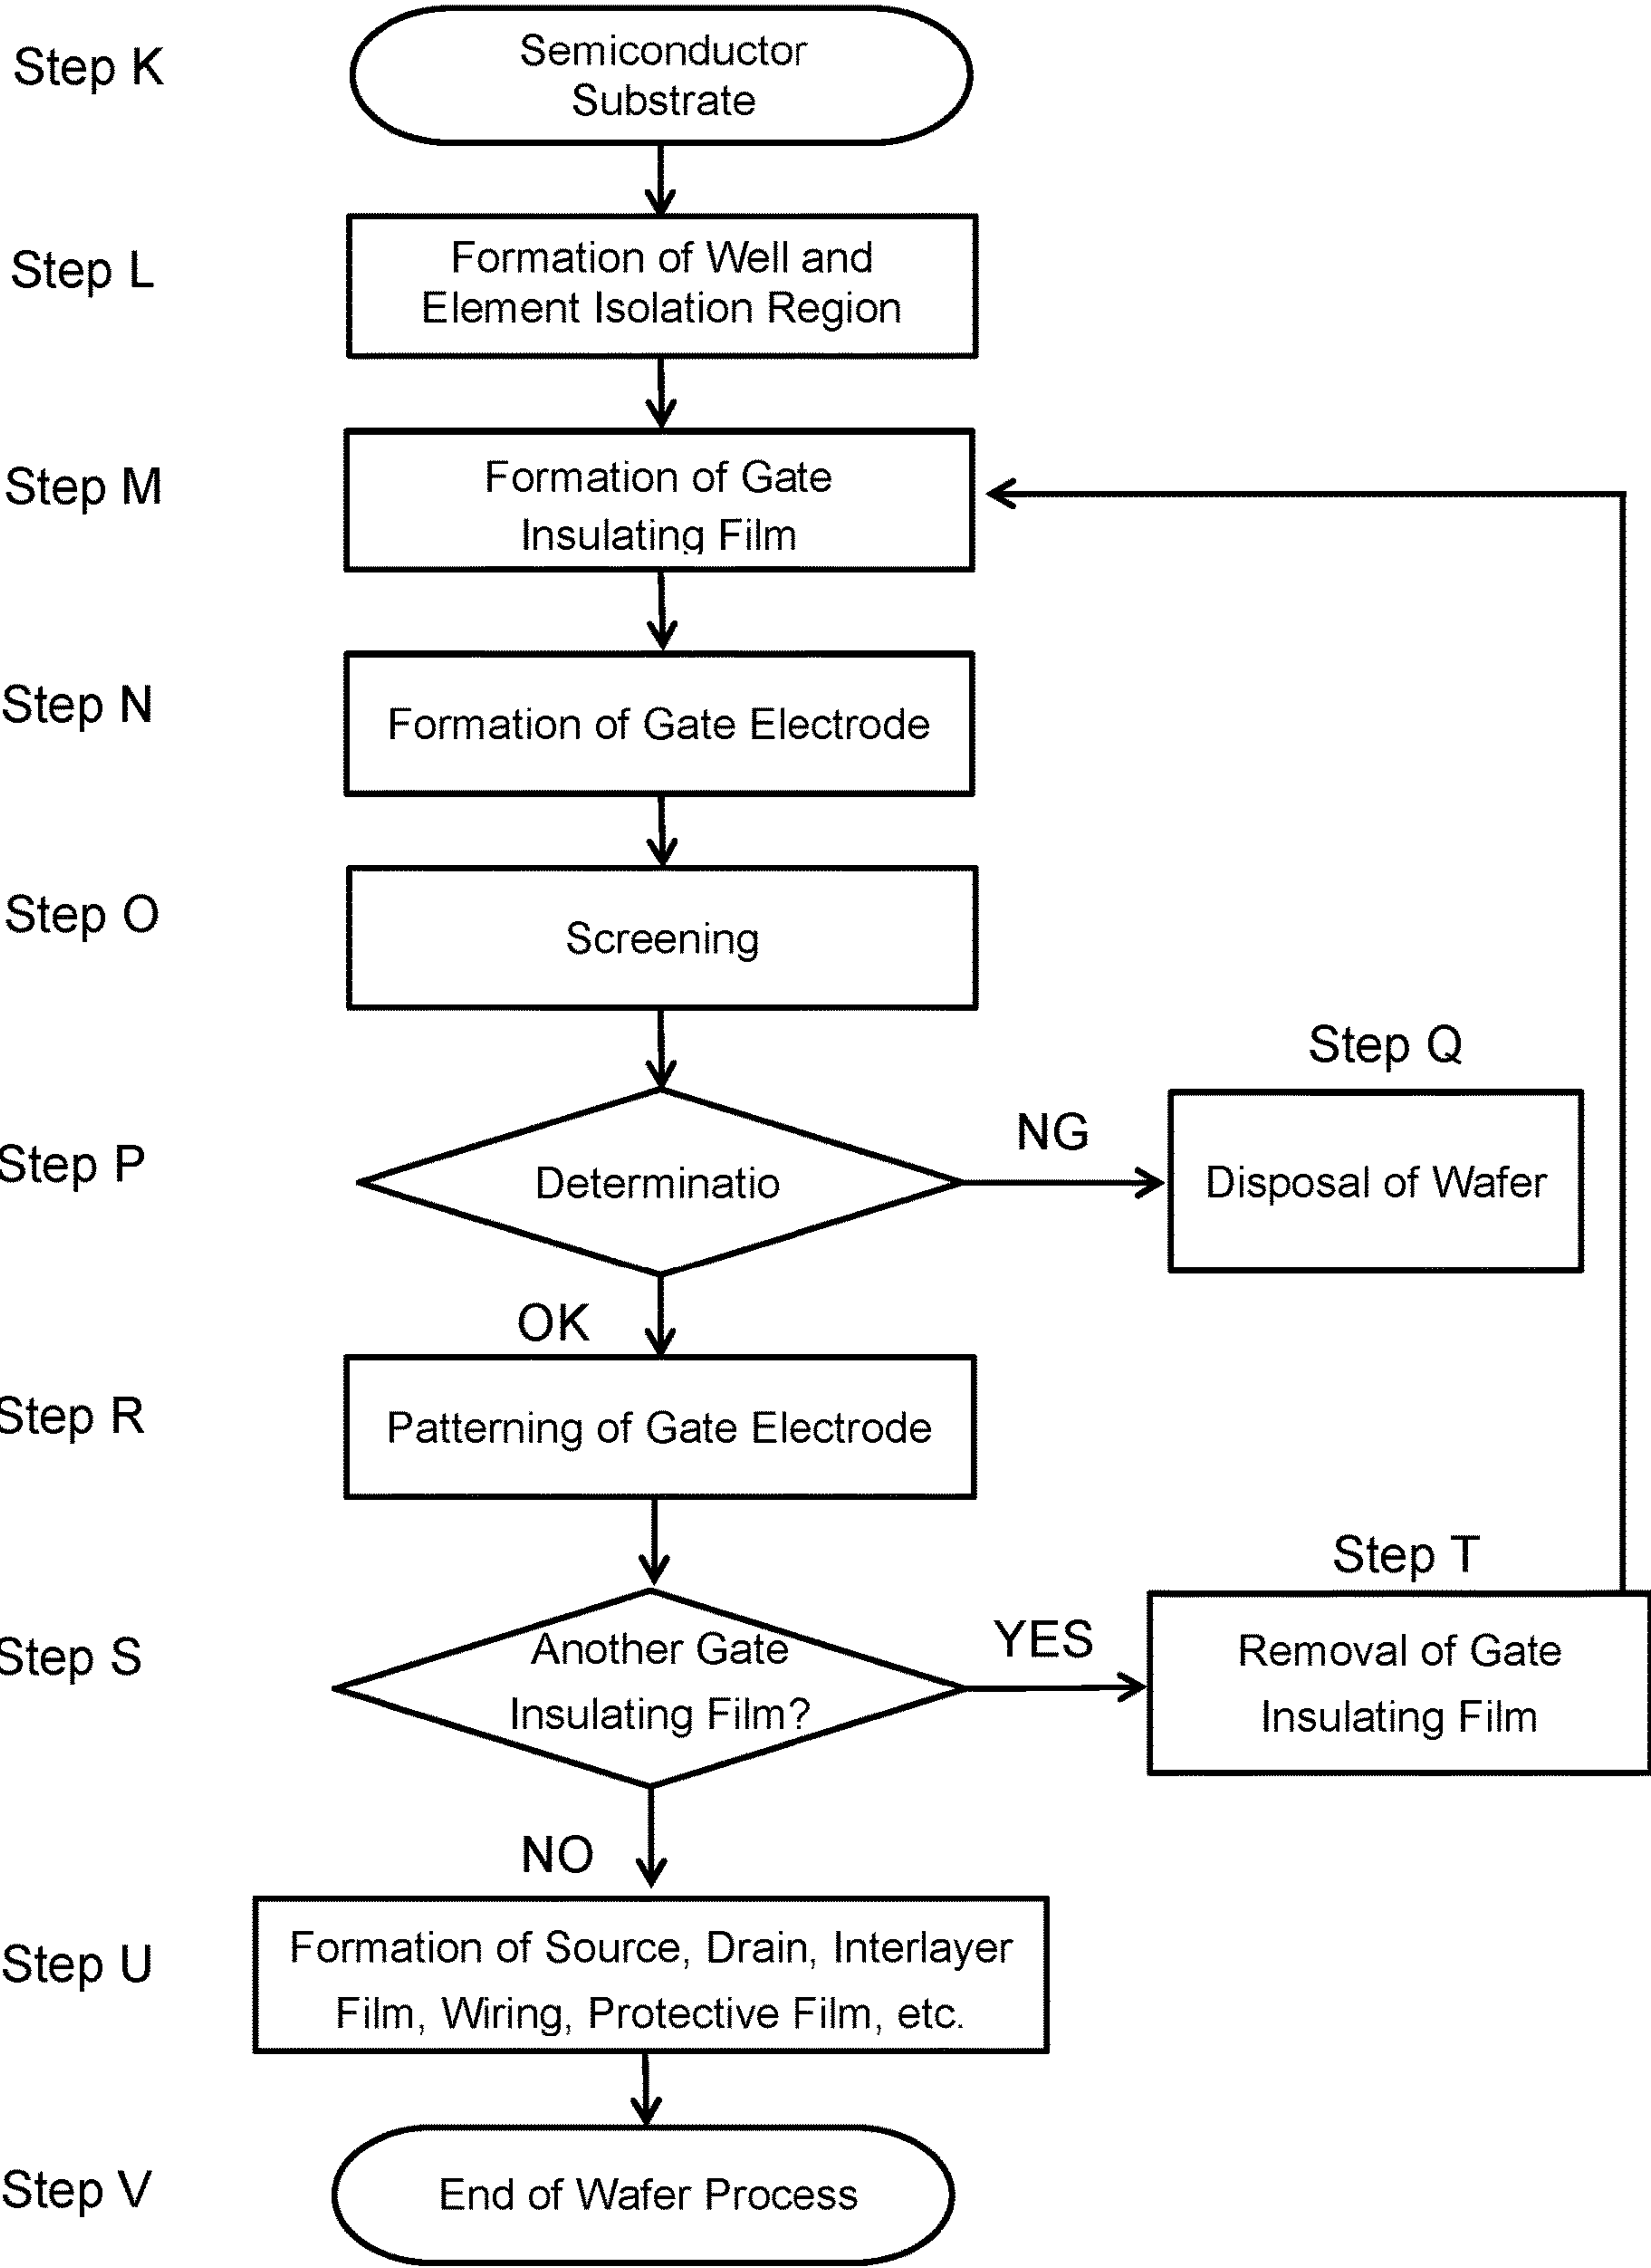 Step K
Semiconductor
Substrate
Step L
Formation of Well and
Element Isolation Region
Step M
Formation of Gate
Insulating Film
Step N
Formation of Gate Electrode
Step O
Screening
Step Q
Step P
Determinatio
NG
Disposal of Wafer
OK
Step R
Patterning of Gate Electrode
Step T
Step S
Another Gate
Insulating Film?
YES
Removal of Gate
Insulating Film
NO
Step U
Formation of Source, Drain, Interlayer
Film, Wiring, Protective Film, etc.
Step V
End of Wafer Process